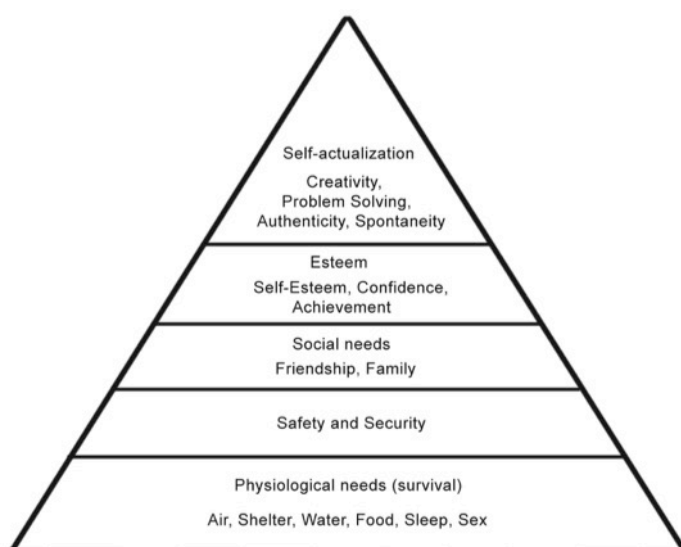 Self-actualization
Creativity,
Problem Solving,
Authenticity, Spontaneity
Esteem
Self-Esteem, Confidence,
Achievement
Social needs
Friendship, Family
Safety and Security
Physiological needs (survival)
Air, Shelter, Water, Food, Sleep, Sex